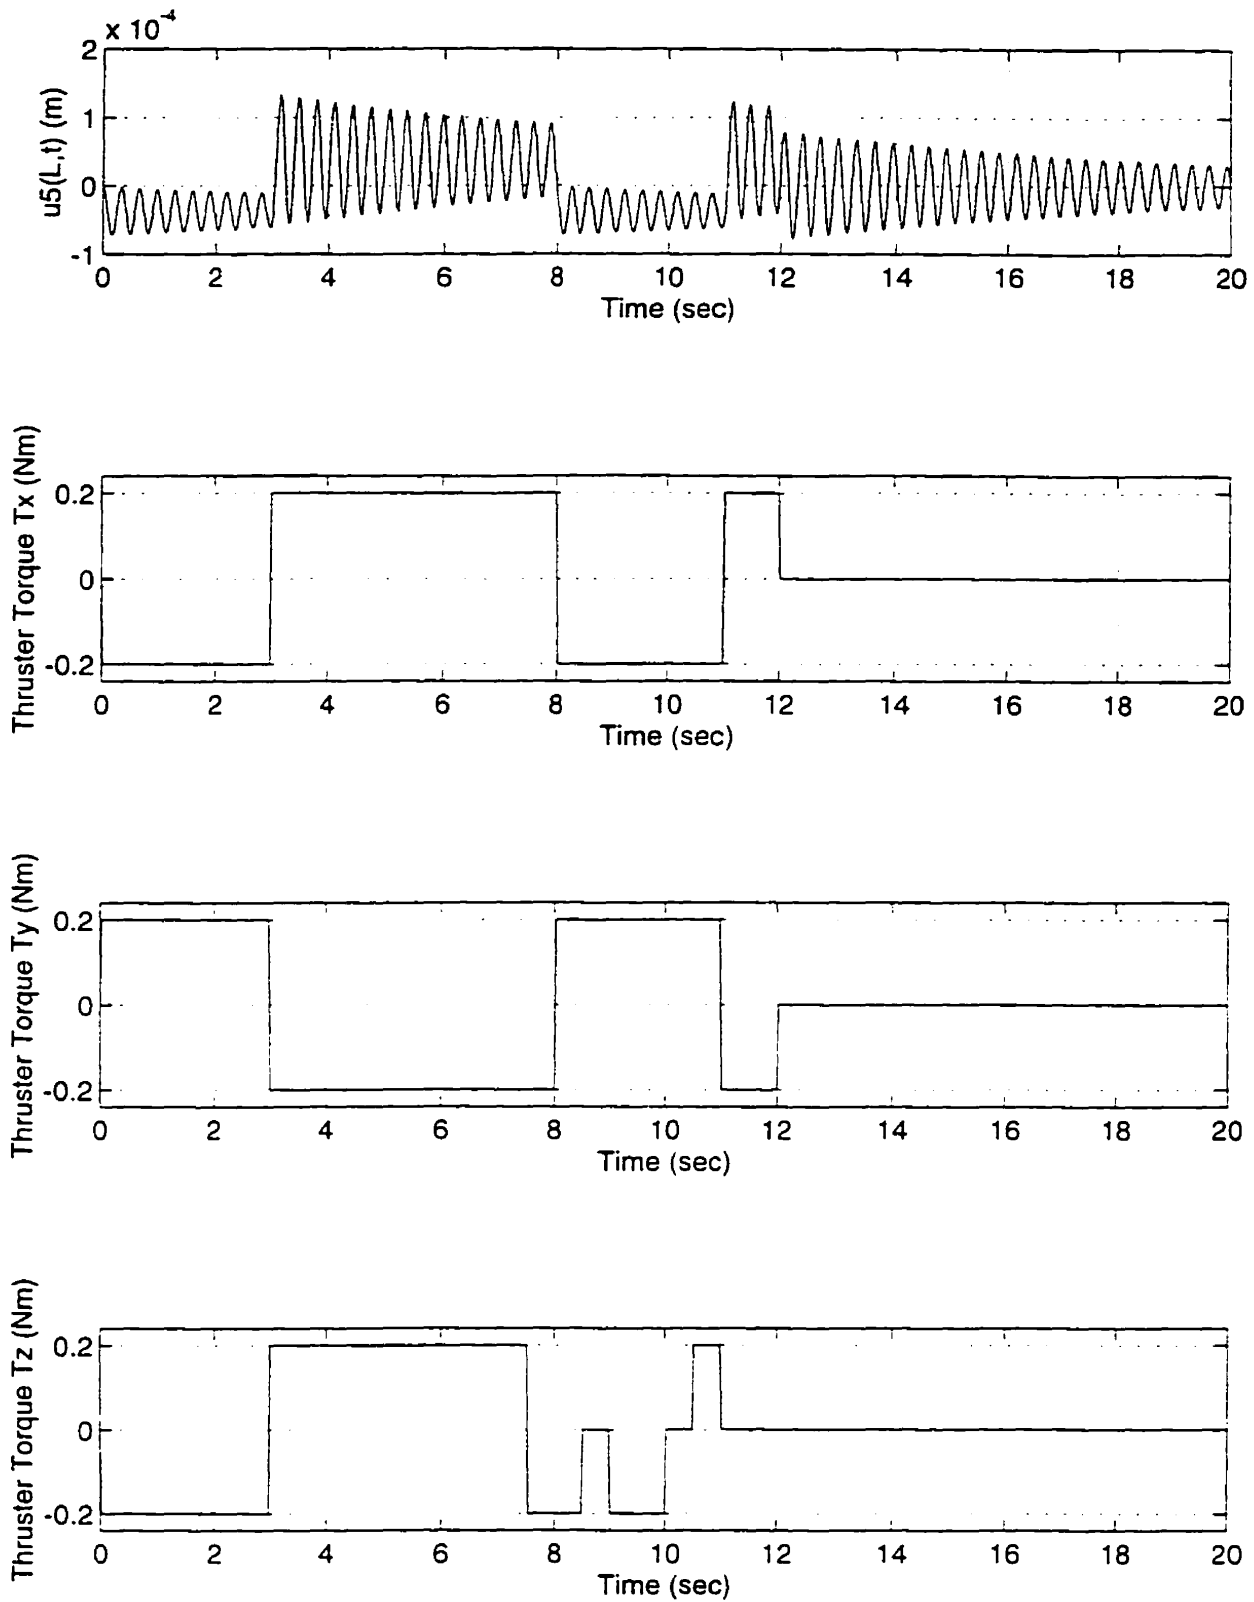 x 10⁻⁴
u5(L,t) (m)
2
1
0
-1
0 2 4 6 8 10 12 14 16 18 20
Time (sec)
Thruster Torque Tx (Nm)
0.2
0
-0.2
0 2 4 6 8 10 12 14 16 18 20
Time (sec)
Thruster Torque Ty (Nm)
0.2
0
-0.2
0 2 4 6 8 10 12 14 16 18 20
Time (sec)
Thruster Torque Tz (Nm)
0.2
0
-0.2
0 2 4 6 8 10 12 14 16 18 20
Time (sec)